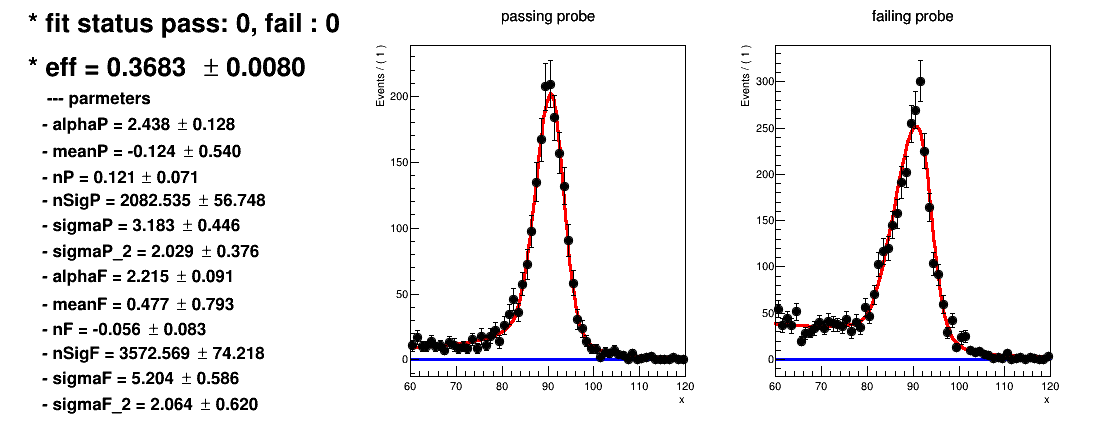 * fit status pass: 0, fail : 0
* eff = 0.3683 ± 0.0080
--- parmeters
- alphaP = 2.438 ± 0.128
- meanP = -0.124 ± 0.540
- nP = 0.121 ± 0.071
- nSigP = 2082.535 ± 56.748
- sigmaP = 3.183 ± 0.446
- sigmaP_2 = 2.029 ± 0.376
- alphaF = 2.215 ± 0.091
- meanF = 0.477 ± 0.793
- nF = -0.056 ± 0.083
- nSigF = 3572.569 ± 74.218
- sigmaF = 5.204 ± 0.586
- sigmaF_2 = 2.064 ± 0.620
passing probe
Events / ( 1 )
200
150
100
50
0
60 70 80 90 100 110 120
x
failing probe
Events / ( 1 )
300
250
200
150
100
50
0
60 70 80 90 100 110 120
x